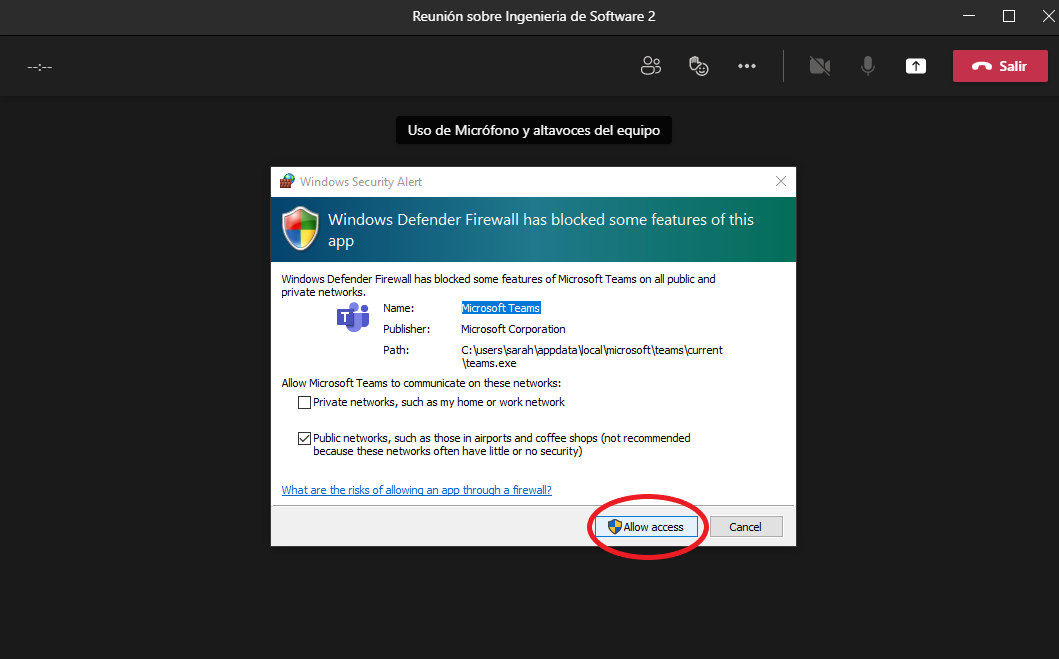 Reunión sobre Ingenieria de Software 2
--:--
Salir
Uso de Micrófono y altavoces del equipo
Windows Security Alert
Windows Defender Firewall has blocked some features of this
app
Windows Defender Firewall has blocked some features of Microsoft Teams on all public and
private networks.
T
Name: Microsoft Teams
Publisher: Microsoft Corporation
Path: C:\users\sarah\appdata\local\microsoft\teams\current
\teams.exe
Allow Microsoft Teams to communicate on these networks:
Private networks, such as my home or work network
Public networks, such as those in airports and coffee shops (not recommended
because these networks often have little or no security)
What are the risks of allowing an app through a firewall?
Allow access Cancel